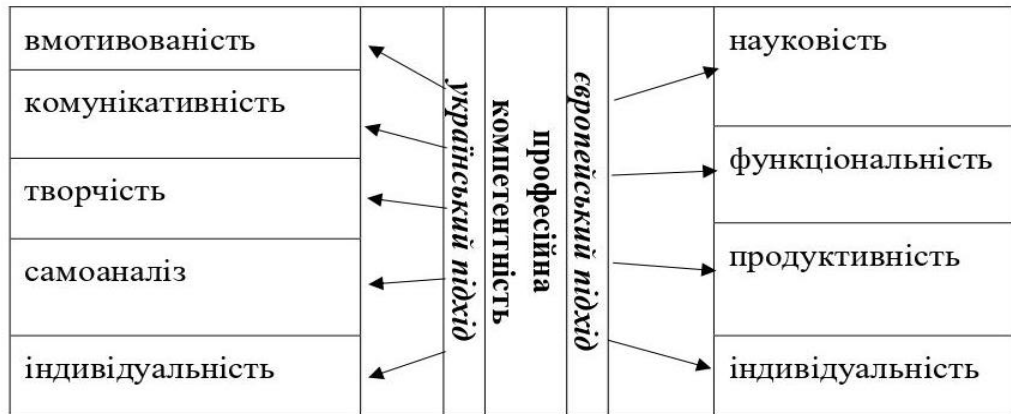 вмотивованість
комунікативність
творчість
самоаналіз
індивідуальність
український підхід
професійна
компетентність
європейський підхід
науковість
функціональність
продуктивність
індивідуальність